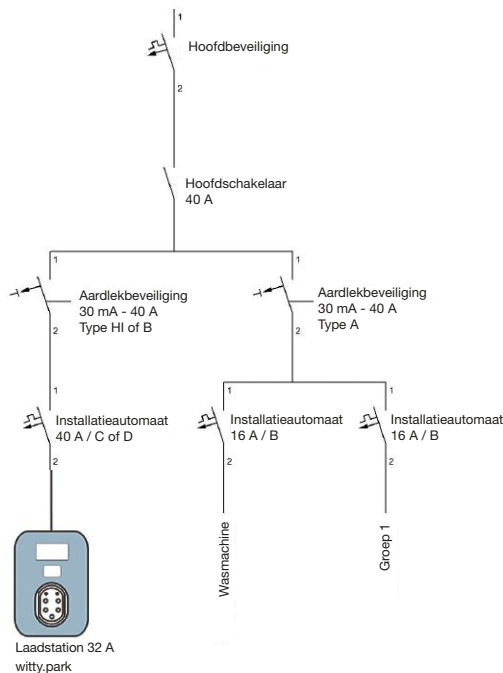 1
Hoofdbeveiliging
2
Hoofdschakelaar
40 A
1
1
Aardlekbeveiliging
30 mA - 40 A
Type HI of B
2
Aardlekbeveiliging
30 mA - 40 A
Type A
2
1
Installatieautomaat
40 A / C of D
2
1
Installatieautomaat
16 A / B
2
1
Installatieautomaat
16 A / B
2
Wasmachine
Groep 1
Laadstation 32 A
witty.park